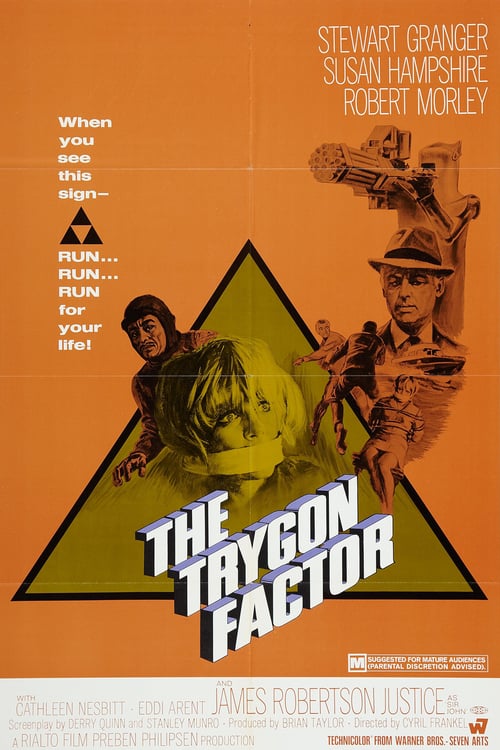 STEWART GRANGER
SUSAN HAMPSHIRE
ROBERT MORLEY
When
you
see
this
sign—
RUN...
RUN...
RUN
for
your
life!
THE
TRYGON
FACTOR
M SUGGESTED FOR MATURE AUDIENCES
(PARENTAL DISCRETION ADVISED).
WITH CATHLEEN NESBITT - EDDI ARENT AND JAMES ROBERTSON JUSTICE AS SIR JOHN
Screenplay by DERRY QUINN and STANLEY MUNRO - Produced by BRIAN TAYLOR - Directed by CYRIL FRANKEL
A RIALTO FILM PREBEN PHILIPSEN PRODUCTION
TECHNICOLOR® FROM WARNER BROS.-SEVEN ARTS W7